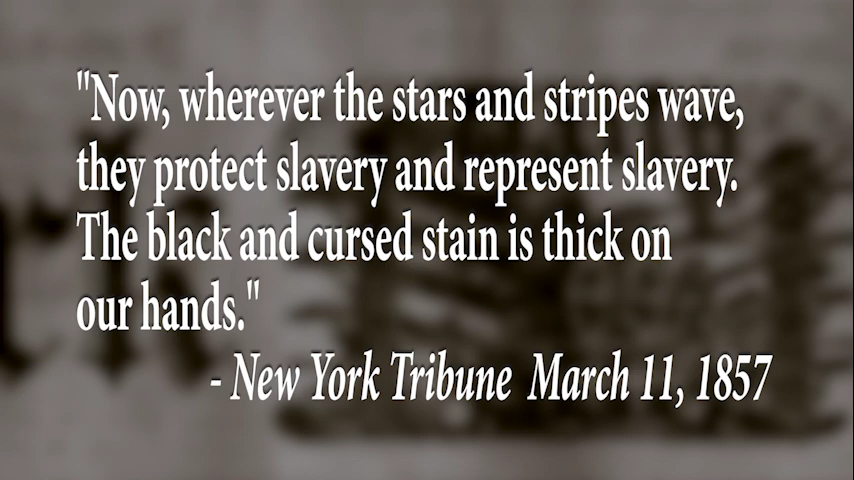 "Now, wherever the stars and stripes wave,
they protect slavery and represent slavery.
The black and cursed stain is thick on
our hands."
- New York Tribune  March 11, 1857